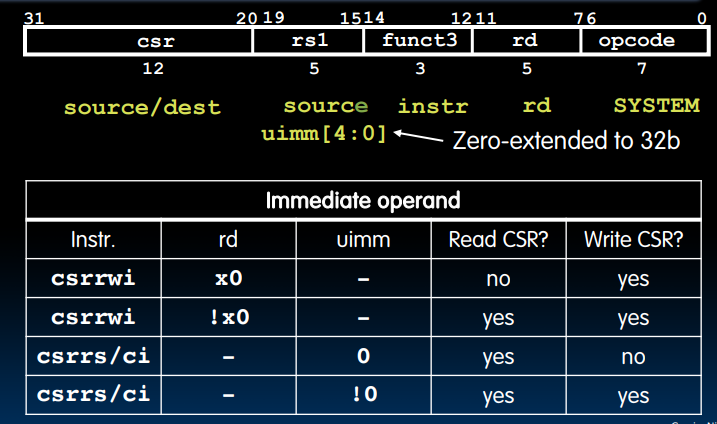 31 20 19 15 14 12 11 7 6 0
csr rs1 funct3 rd opcode
12 5 3 5 7
source/dest source instr rd SYSTEM
uimm[4:0] Zero-extended to 32b
Immediate operand
Instr. rd uimm Read CSR? Write CSR?
csrrwi x0 – no yes
csrrwi !x0 – yes yes
csrrs/ci – 0 yes no
csrrs/ci – !0 yes yes